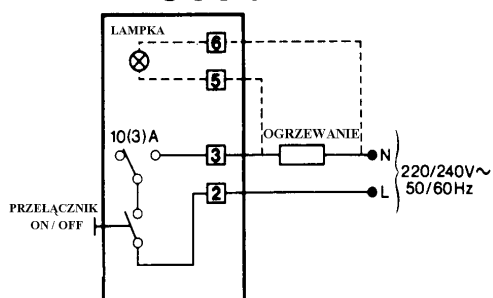 LAMPKA
6
5
10(3)A
3
OGRZEWANIE
N
220/240V~
50/60Hz
2
L
PRZEŁĄCZNIK
ON / OFF